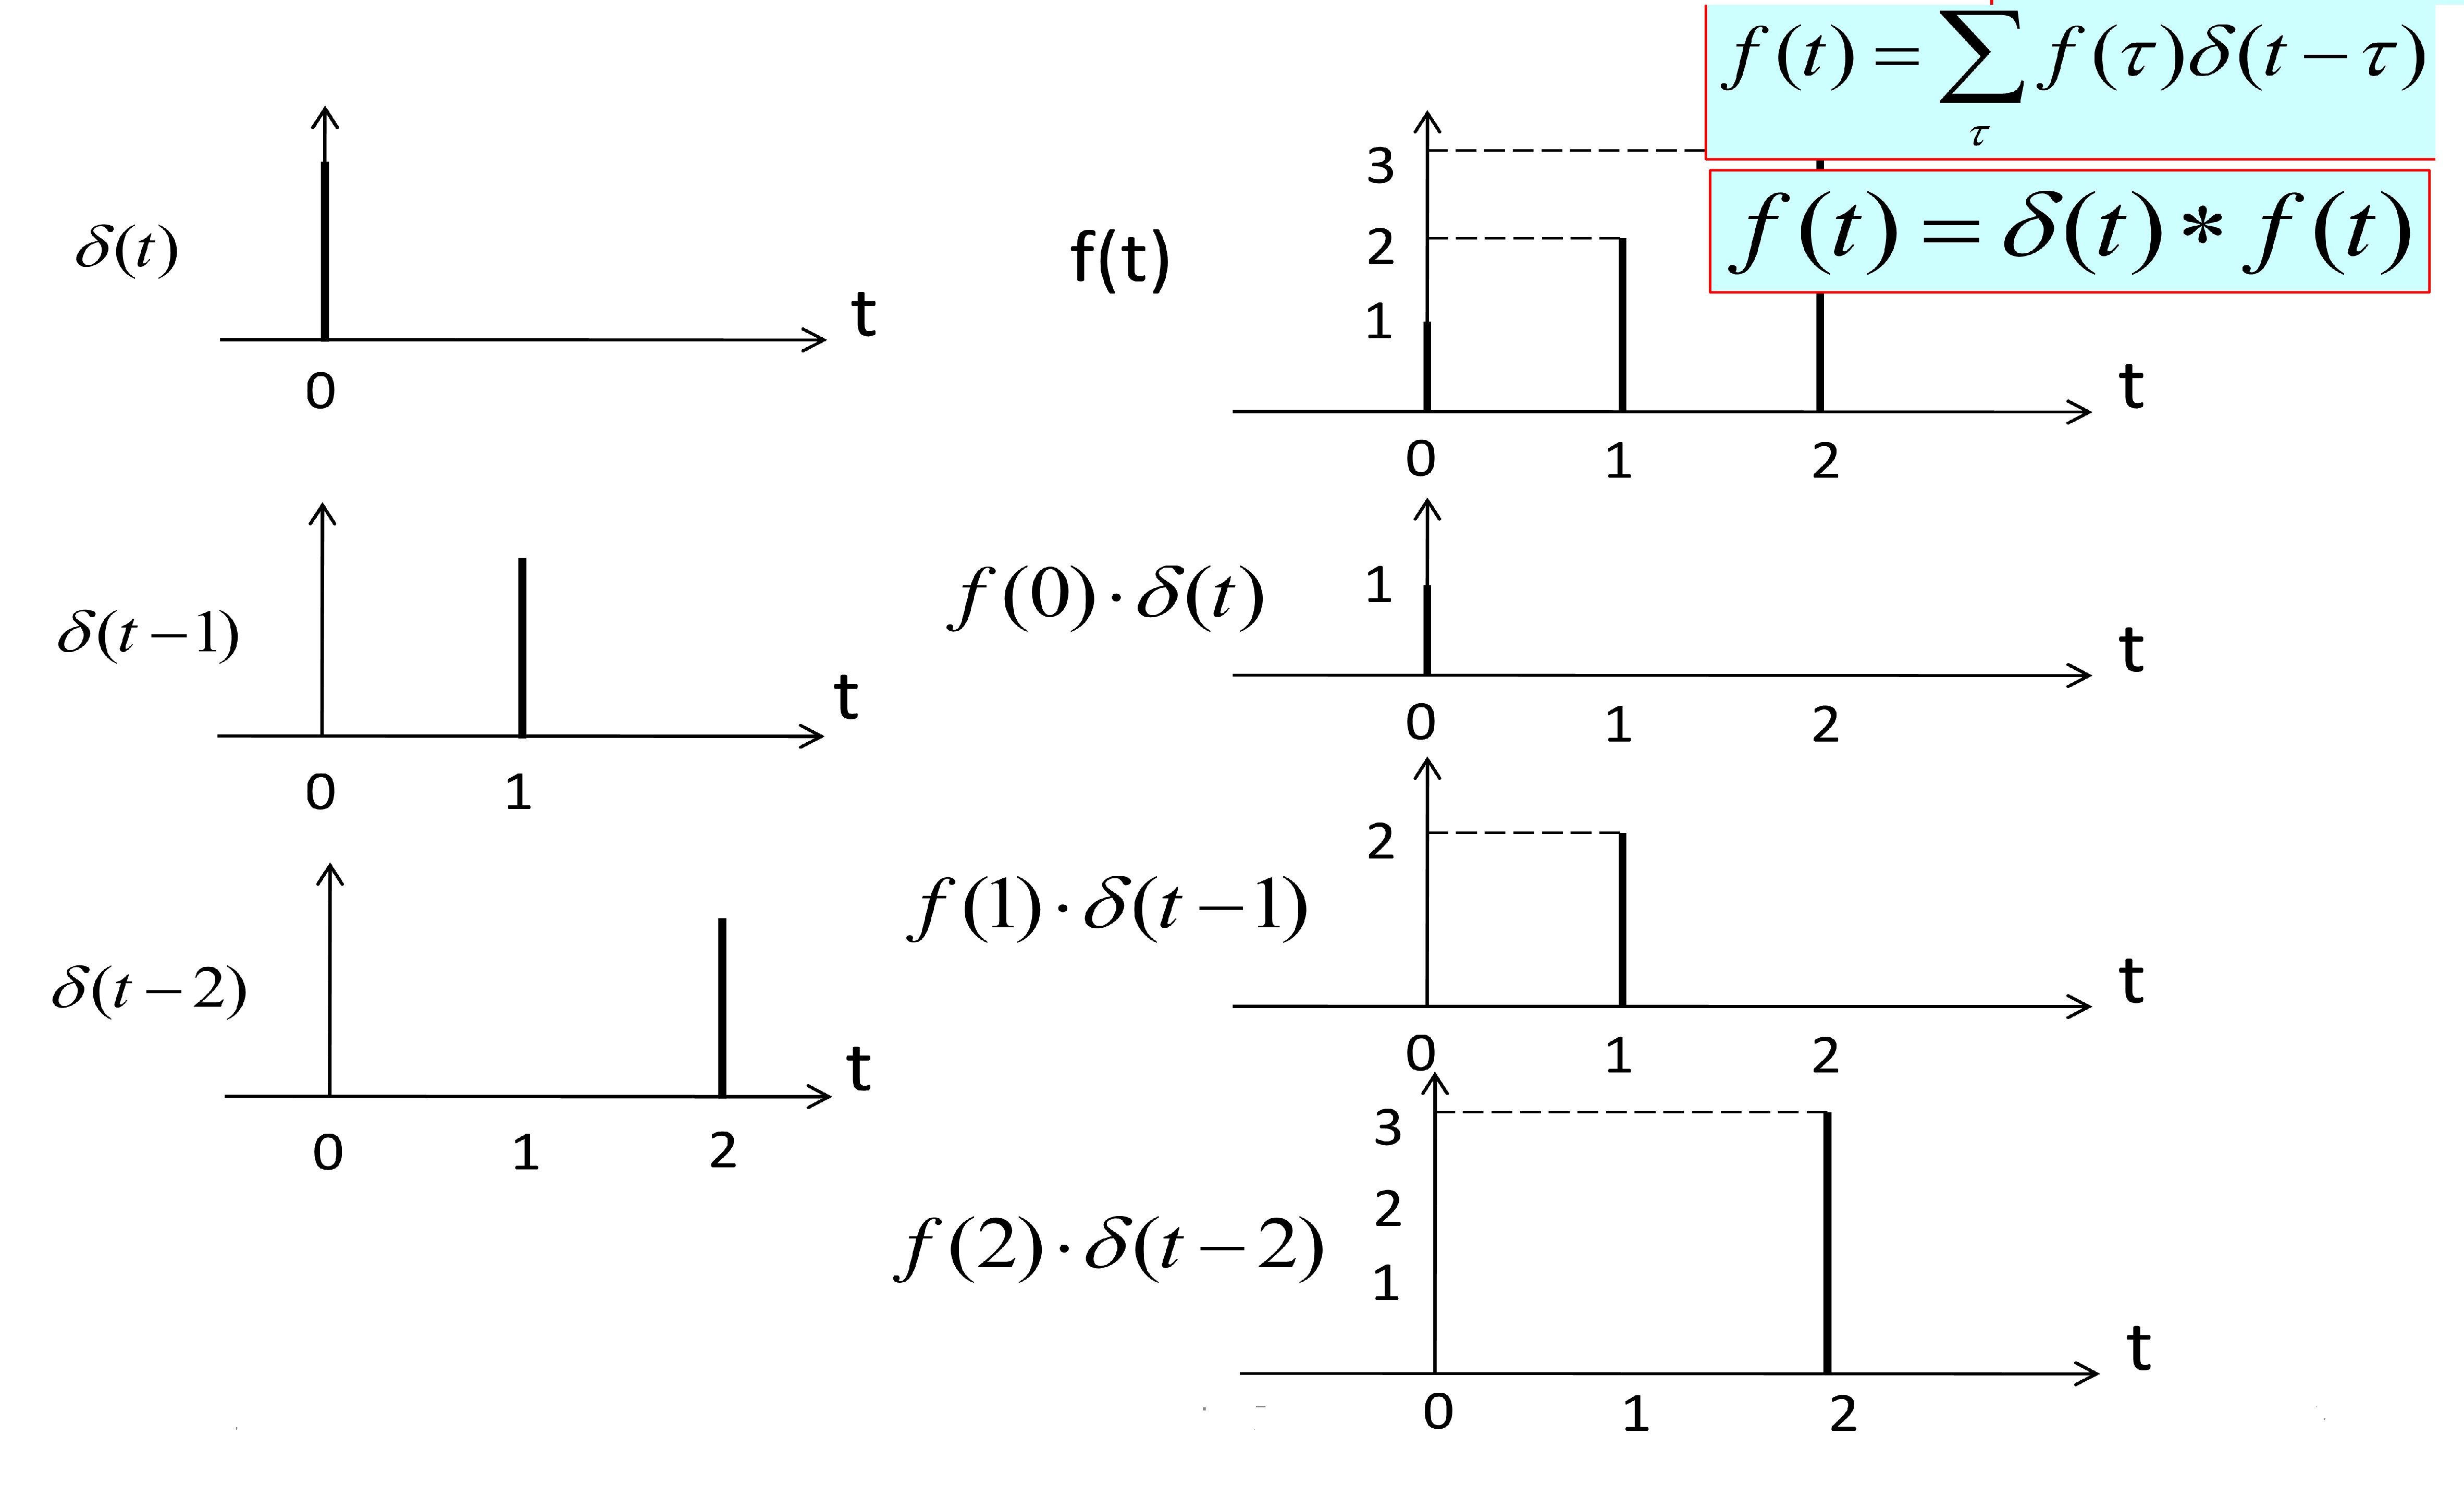 f(t) = ∑ f(τ)δ(t − τ)
τ
f(t) = δ(t) * f(t)
δ(t)
t
0
f(t)
3
2
1
t
0 1 2
δ(t − 1)
t
0 1
f(0) · δ(t)
1
t
0 1 2
δ(t − 2)
t
0 1 2
f(1) · δ(t − 1)
2
t
0 1 2
f(2) · δ(t − 2)
3
2
1
t
0 1 2